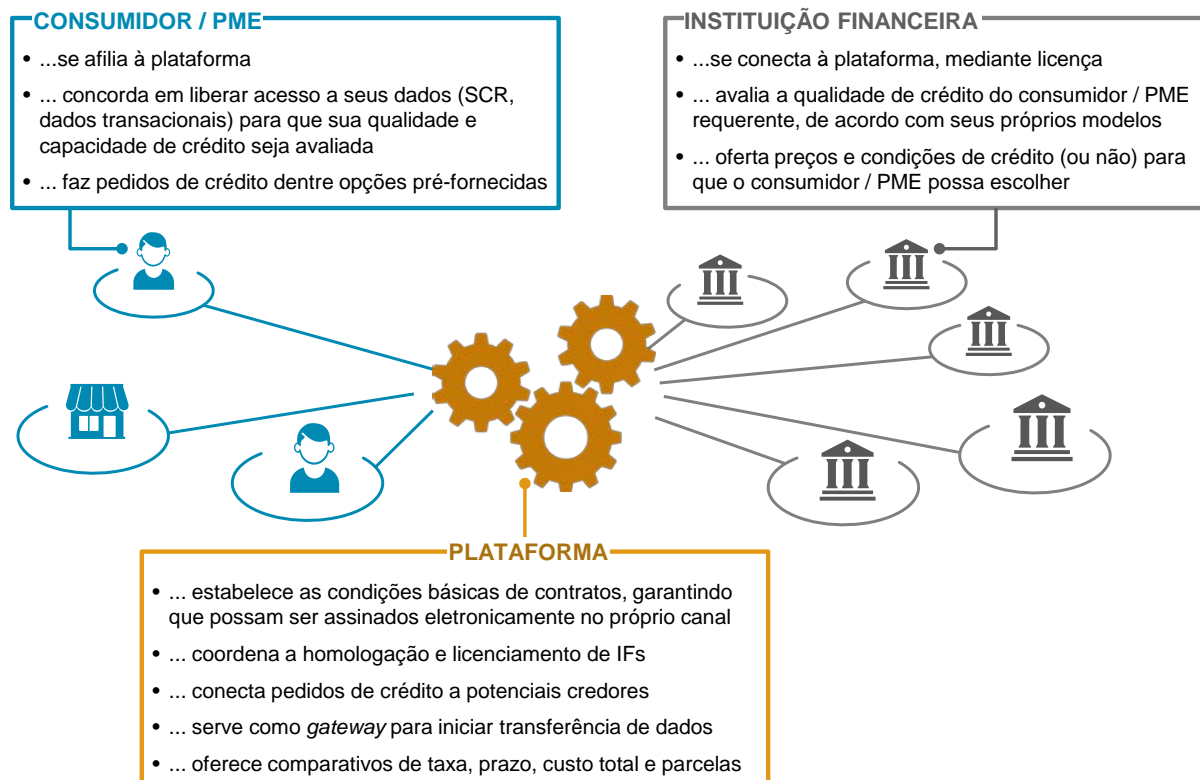 CONSUMIDOR / PME
• ...se afilia à plataforma
• ... concorda em liberar acesso a seus dados (SCR,
dados transacionais) para que sua qualidade e
capacidade de crédito seja avaliada
• ... faz pedidos de crédito dentre opções pré-fornecidas
INSTITUIÇÃO FINANCEIRA
• ...se conecta à plataforma, mediante licença
• ... avalia a qualidade de crédito do consumidor / PME
requerente, de acordo com seus próprios modelos
• ... oferta preços e condições de crédito (ou não) para
que o consumidor / PME possa escolher
PLATAFORMA
• ... estabelece as condições básicas de contratos, garantindo
que possam ser assinados eletronicamente no próprio canal
• ... coordena a homologação e licenciamento de IFs
• ... conecta pedidos de crédito a potenciais credores
• ... serve como gateway para iniciar transferência de dados
• ... oferece comparativos de taxa, prazo, custo total e parcelas